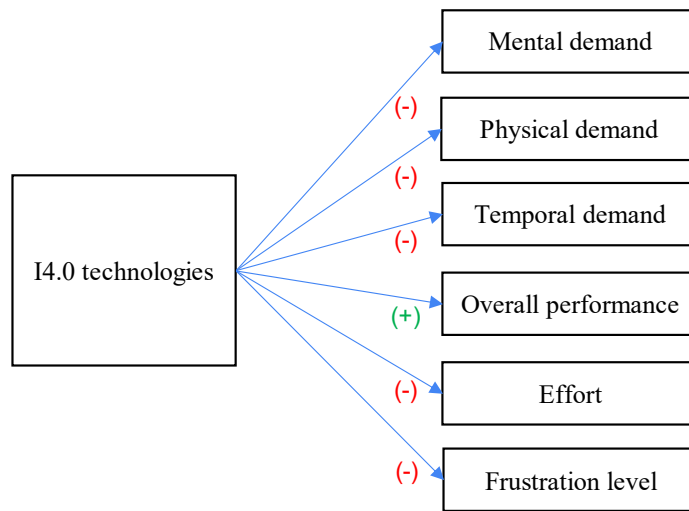 Mental demand
(-)
Physical demand
(-)
Temporal demand
(-)
I4.0 technologies
Overall performance
(+)
Effort
(-)
Frustration level
(-)